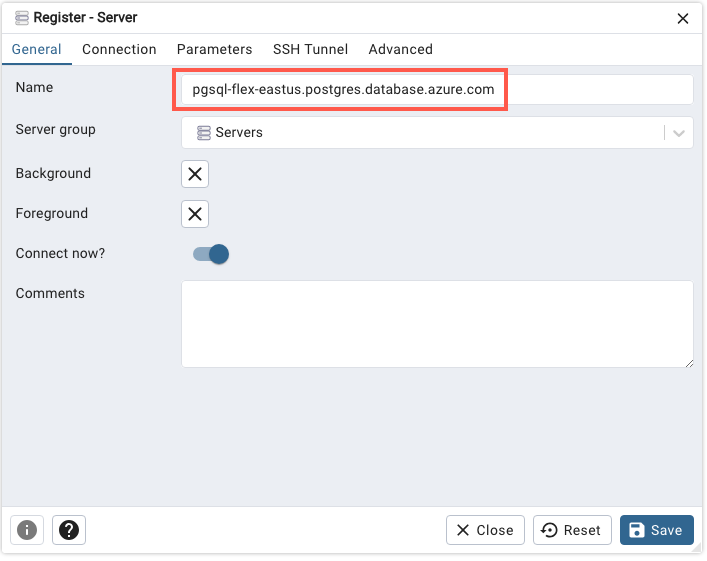 Register - Server
General Connection Parameters SSH Tunnel Advanced
Name pgsql-flex-eastus.postgres.database.azure.com
Server group Servers
Background
Foreground
Connect now?
Comments
Close Reset Save